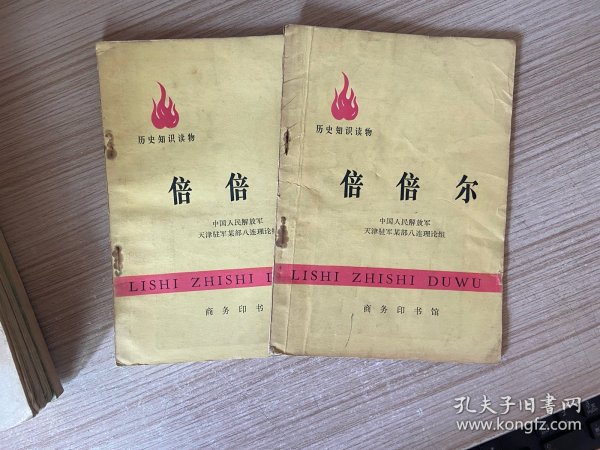 历史知识读物
倍倍
中国人民解放军
天津驻军某部八连理论组
LISHI ZHISHI D
商务印书
历史知识读物
倍倍尔
中国人民解放军
天津驻军某部八连理论组
LISHI ZHISHI DUWU
商务印书馆
孔夫子旧书网
www.kongfz.com